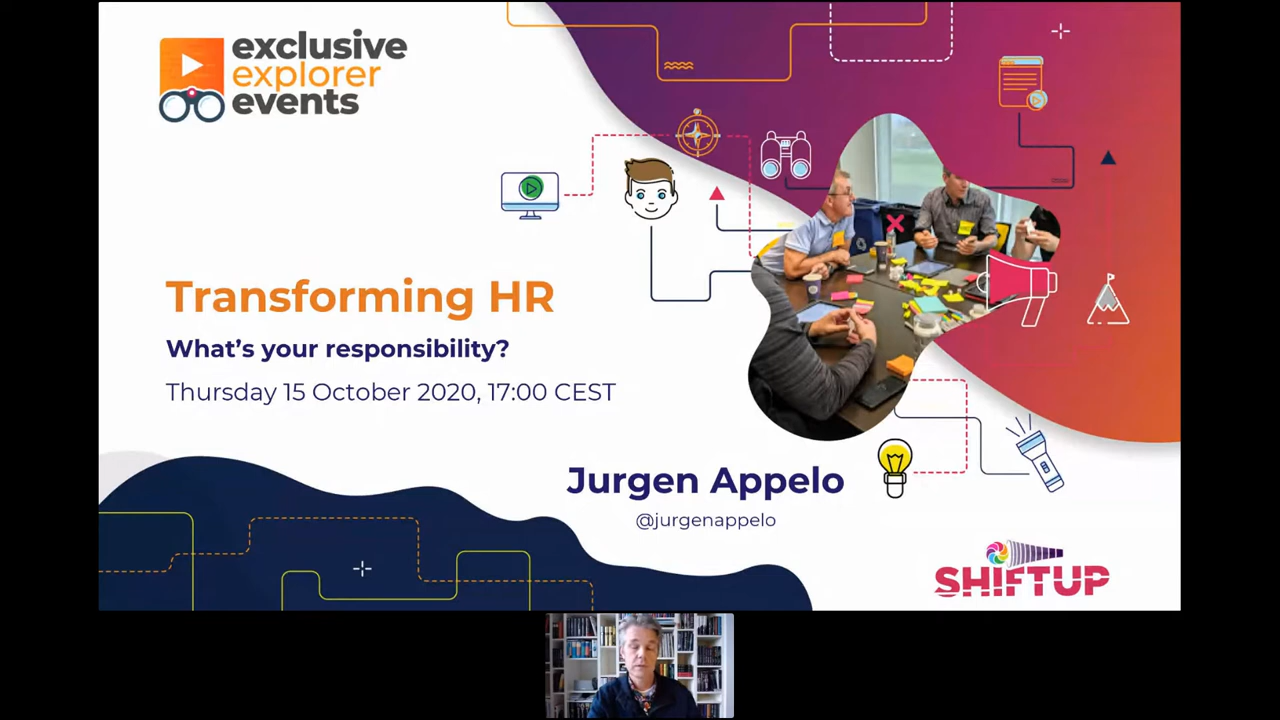 exclusive
explorer
events
Transforming HR
What's your responsibility?
Thursday 15 October 2020, 17:00 CEST
Jurgen Appelo
@jurgenappelo
SHIFTUP